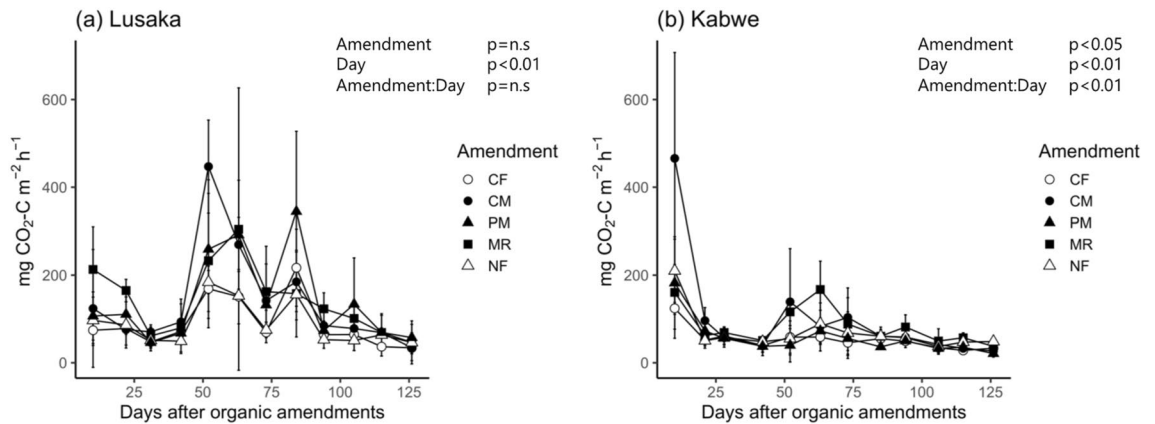 (a) Lusaka
Amendment p=n.s
Day p<0.01
Amendment:Day p=n.s
mg CO₂-C m⁻² h⁻¹
600
400
200
0
25 50 75 100 125
Days after organic amendments
Amendment
CF
CM
PM
MR
NF
(b) Kabwe
Amendment p<0.05
Day p<0.01
Amendment:Day p<0.01
mg CO₂-C m⁻² h⁻¹
600
400
200
0
25 50 75 100 125
Days after organic amendments
Amendment
CF
CM
PM
MR
NF